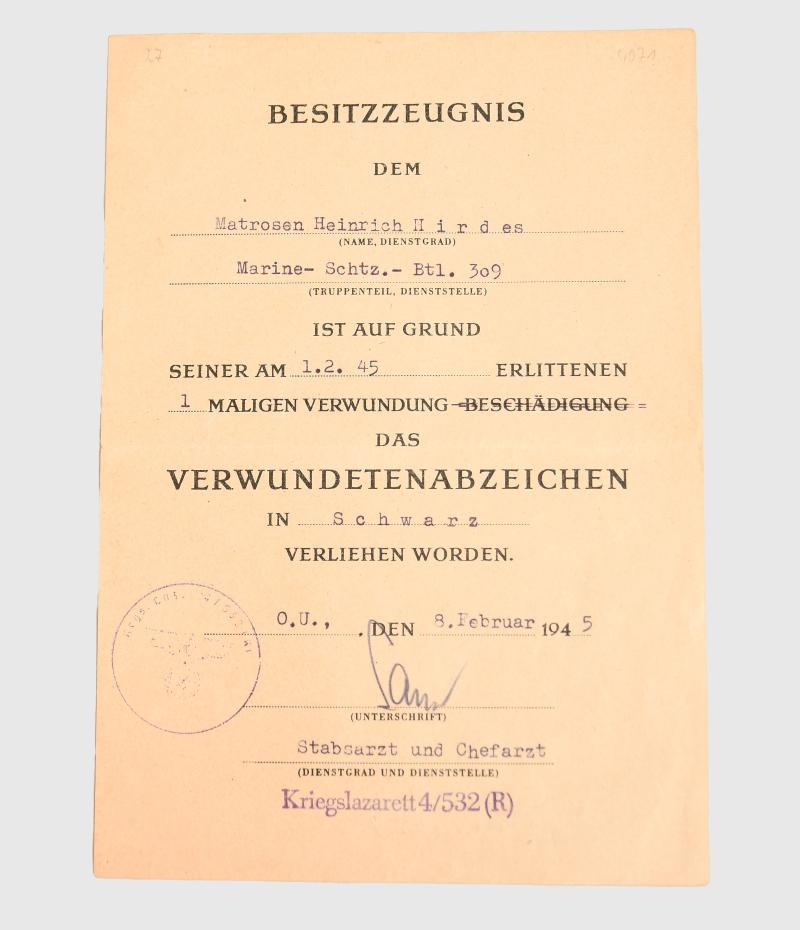 27
BESITZZEUGNIS
DEM
Matrosen Heinrich H i r d e s
(NAME, DIENSTGRAD)
Marine- Schtz.- Btl. 309
(TRUPPENTEIL, DIENSTSTELLE)
IST AUF GRUND
SEINER AM 1.2. 45 ERLITTENEN
1 MALIGEN VERWUNDUNG – BESCHÄDIGUNG =
DAS
VERWUNDETENABZEICHEN
IN S c h w a r z
VERLIEHEN WORDEN.
O.U., . DEN 8.Februar 194 5
(UNTERSCHRIFT)
Stabsarzt und Chefarzt
(DIENSTGRAD UND DIENSTSTELLE)
Kriegslazarett 4/532 (R)